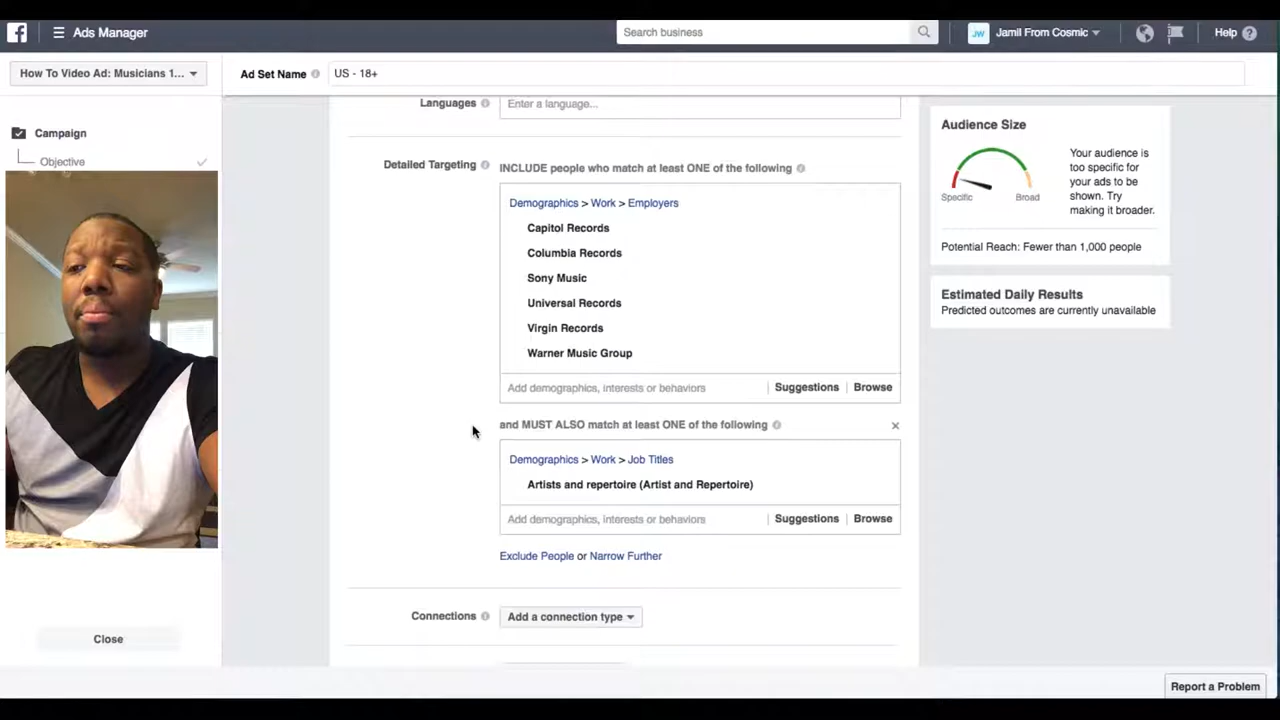 Ads Manager
Search business
JW Jamil From Cosmic
Help ?
How To Video Ad: Musicians 1...
Ad Set Name
US - 18+
Campaign
Objective
Close
Languages
Enter a language...
Detailed Targeting
INCLUDE people who match at least ONE of the following
Demographics > Work > Employers
Capitol Records
Columbia Records
Sony Music
Universal Records
Virgin Records
Warner Music Group
Add demographics, interests or behaviors
Suggestions
Browse
and MUST ALSO match at least ONE of the following
Demographics > Work > Job Titles
Artists and repertoire (Artist and Repertoire)
Add demographics, interests or behaviors
Suggestions
Browse
Exclude People or Narrow Further
Connections
Add a connection type
Audience Size
Specific
Broad
Your audience is
too specific for
your ads to be
shown. Try
making it broader.
Potential Reach: Fewer than 1,000 people
Estimated Daily Results
Predicted outcomes are currently unavailable
Report a Problem